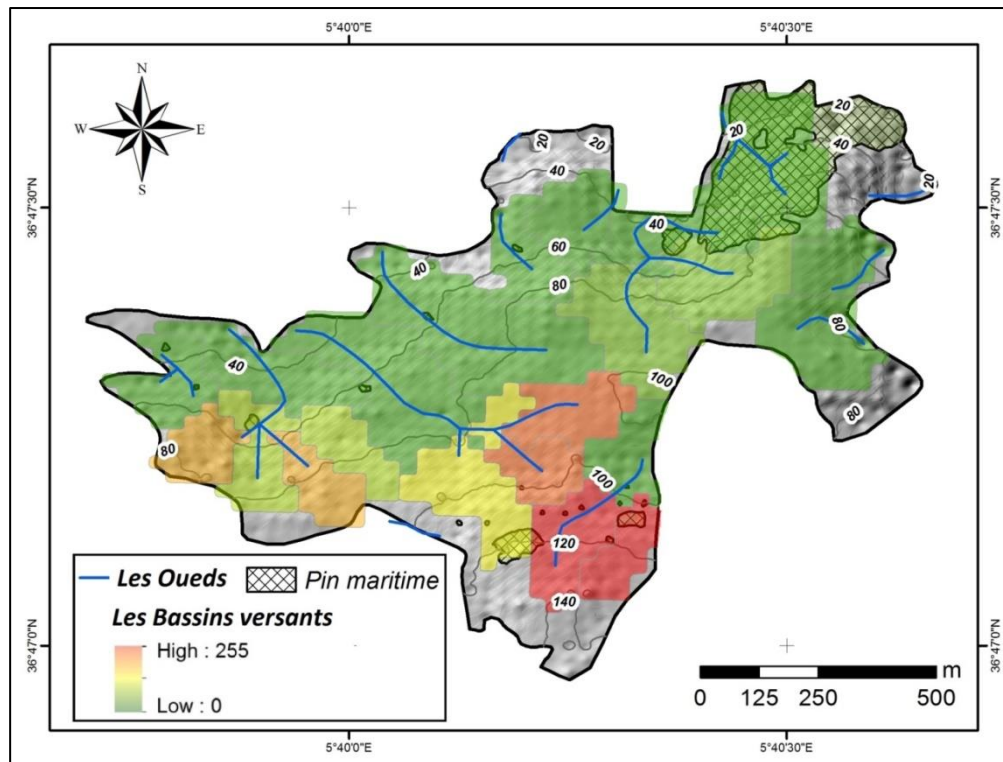 5°40'0"E 5°40'30"E
N
W E
S
36°47'30"N 36°47'30"N
20 20
20 20
40
40
20
40
60
40
80
80
40
100
80
80
100
120
140
Les Oueds Pin maritime
Les Bassins versants
High : 255
Low : 0
36°47'0"N 36°47'0"N
m
0 125 250 500
5°40'0"E 5°40'30"E